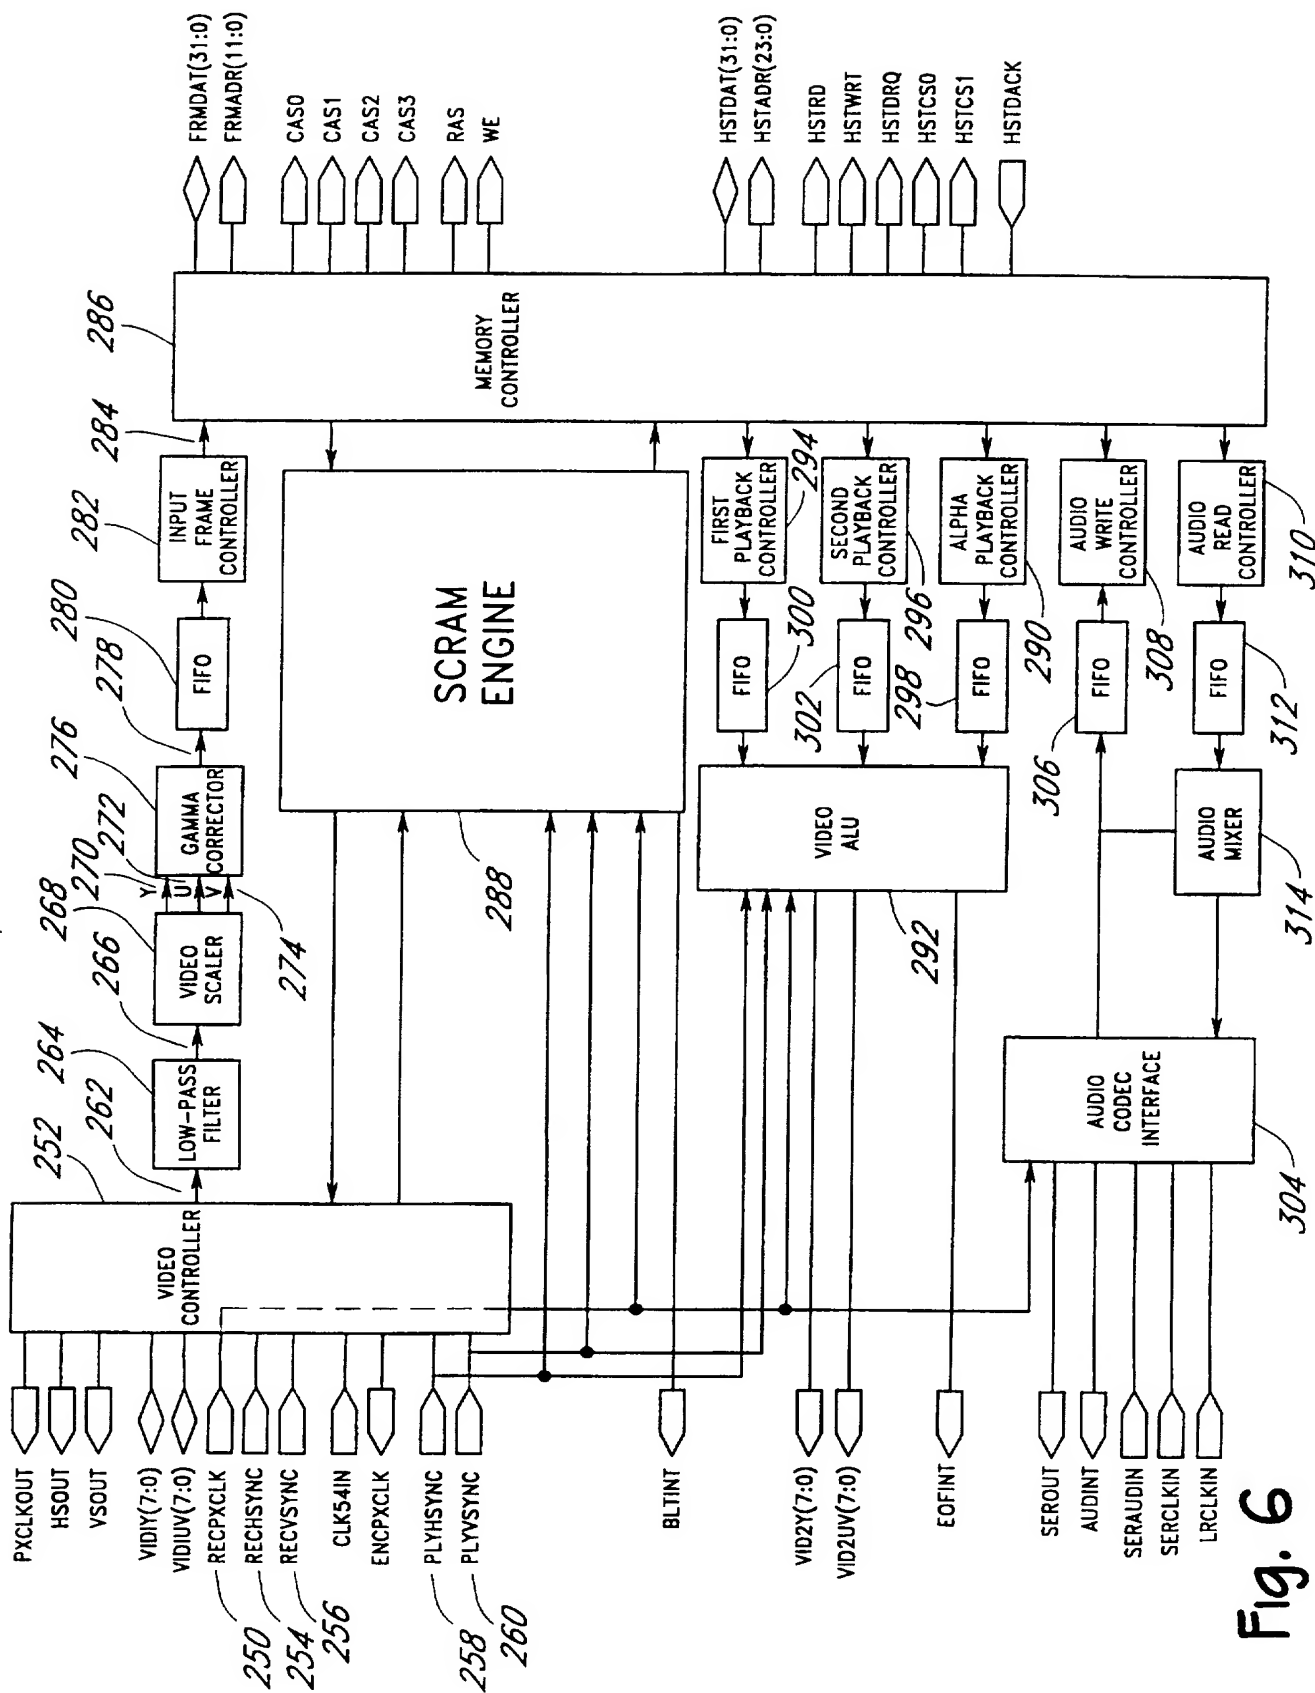 PXCLKOUT
HSOUT
VSOUT
VIDIY(7:0)
VIDIUV(7:0)
RECPXCLK
RECHSYNC
RECVSYNC
CLK54IN
ENCPXCLK
PLYHSYNC
PLYVSYNC
250
254
256
258
260
BLTINT
VID2Y(7:0)
VID2UV(7:0)
EOFINT
SEROUT
AUDINT
SERAUDIN
SERCLKIN
LRCLKIN
252
VIDEO
CONTROLLER
262
264
LOW-PASS
FILTER
266
268
VIDEO
SCALER
270
272
274
Y
U
V
276
GAMMA
CORRECTOR
278
280
FIFO
282
INPUT
FRAME
CONTROLLER
284
286
MEMORY
CONTROLLER
SCRAM
ENGINE
288
FIRST
PLAYBACK
CONTROLLER
294
SECOND
PLAYBACK
CONTROLLER
296
ALPHA
PLAYBACK
CONTROLLER
290
AUDIO
WRITE
CONTROLLER
308
AUDIO
READ
CONTROLLER
310
FIFO
300
FIFO
302
FIFO
298
FIFO
306
FIFO
312
VIDEO
ALU
292
AUDIO
MIXER
314
AUDIO
CODEC
INTERFACE
304
FRMDAT(31:0)
FRMADR(11:0)
CAS0
CAS1
CAS2
CAS3
RAS
WE
HSTDAT(31:0)
HSTADR(23:0)
HSTRD
HSTWRT
HSTDRQ
HSTCS0
HSTCS1
HSTDACK
Fig. 6